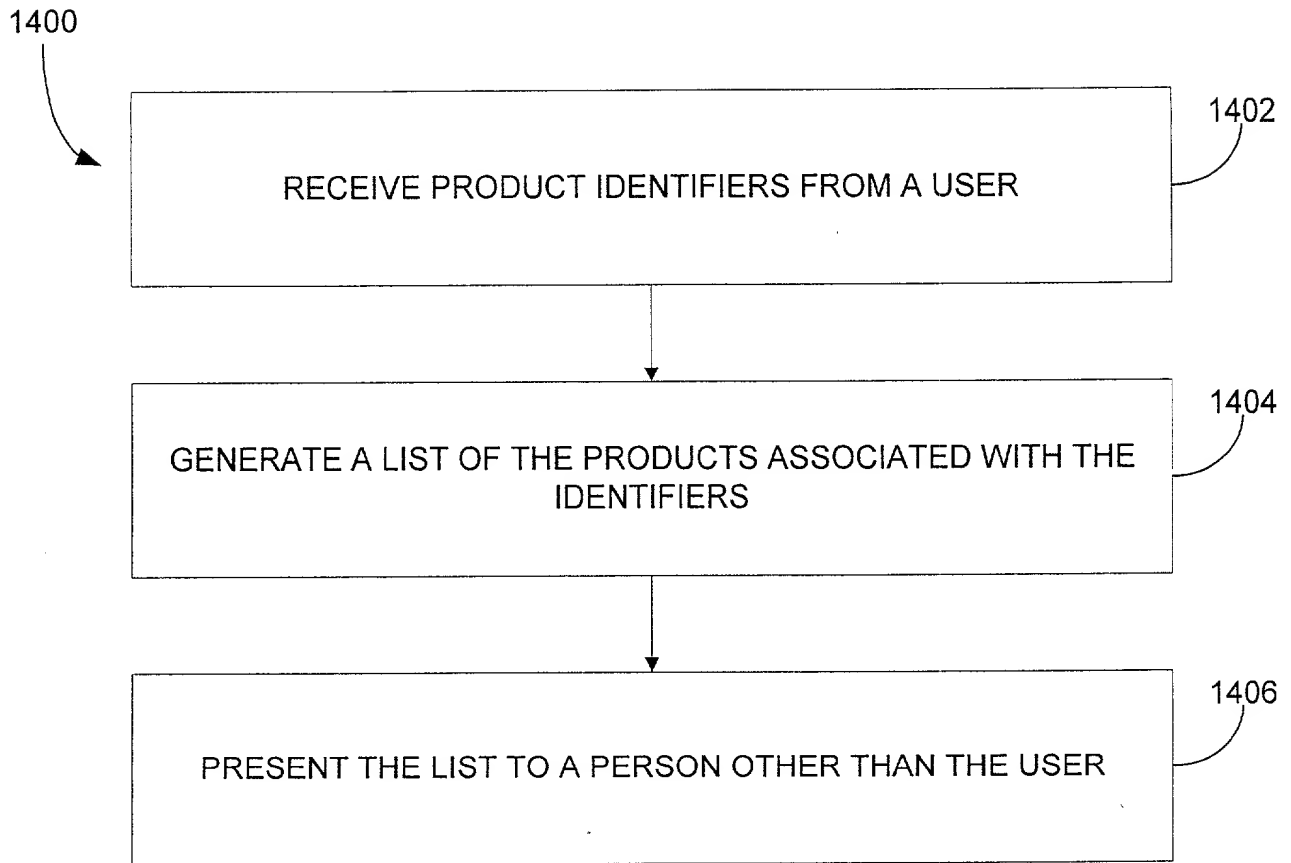 1400
1402
RECEIVE PRODUCT IDENTIFIERS FROM A USER
1404
GENERATE A LIST OF THE PRODUCTS ASSOCIATED WITH THE
IDENTIFIERS
1406
PRESENT THE LIST TO A PERSON OTHER THAN THE USER